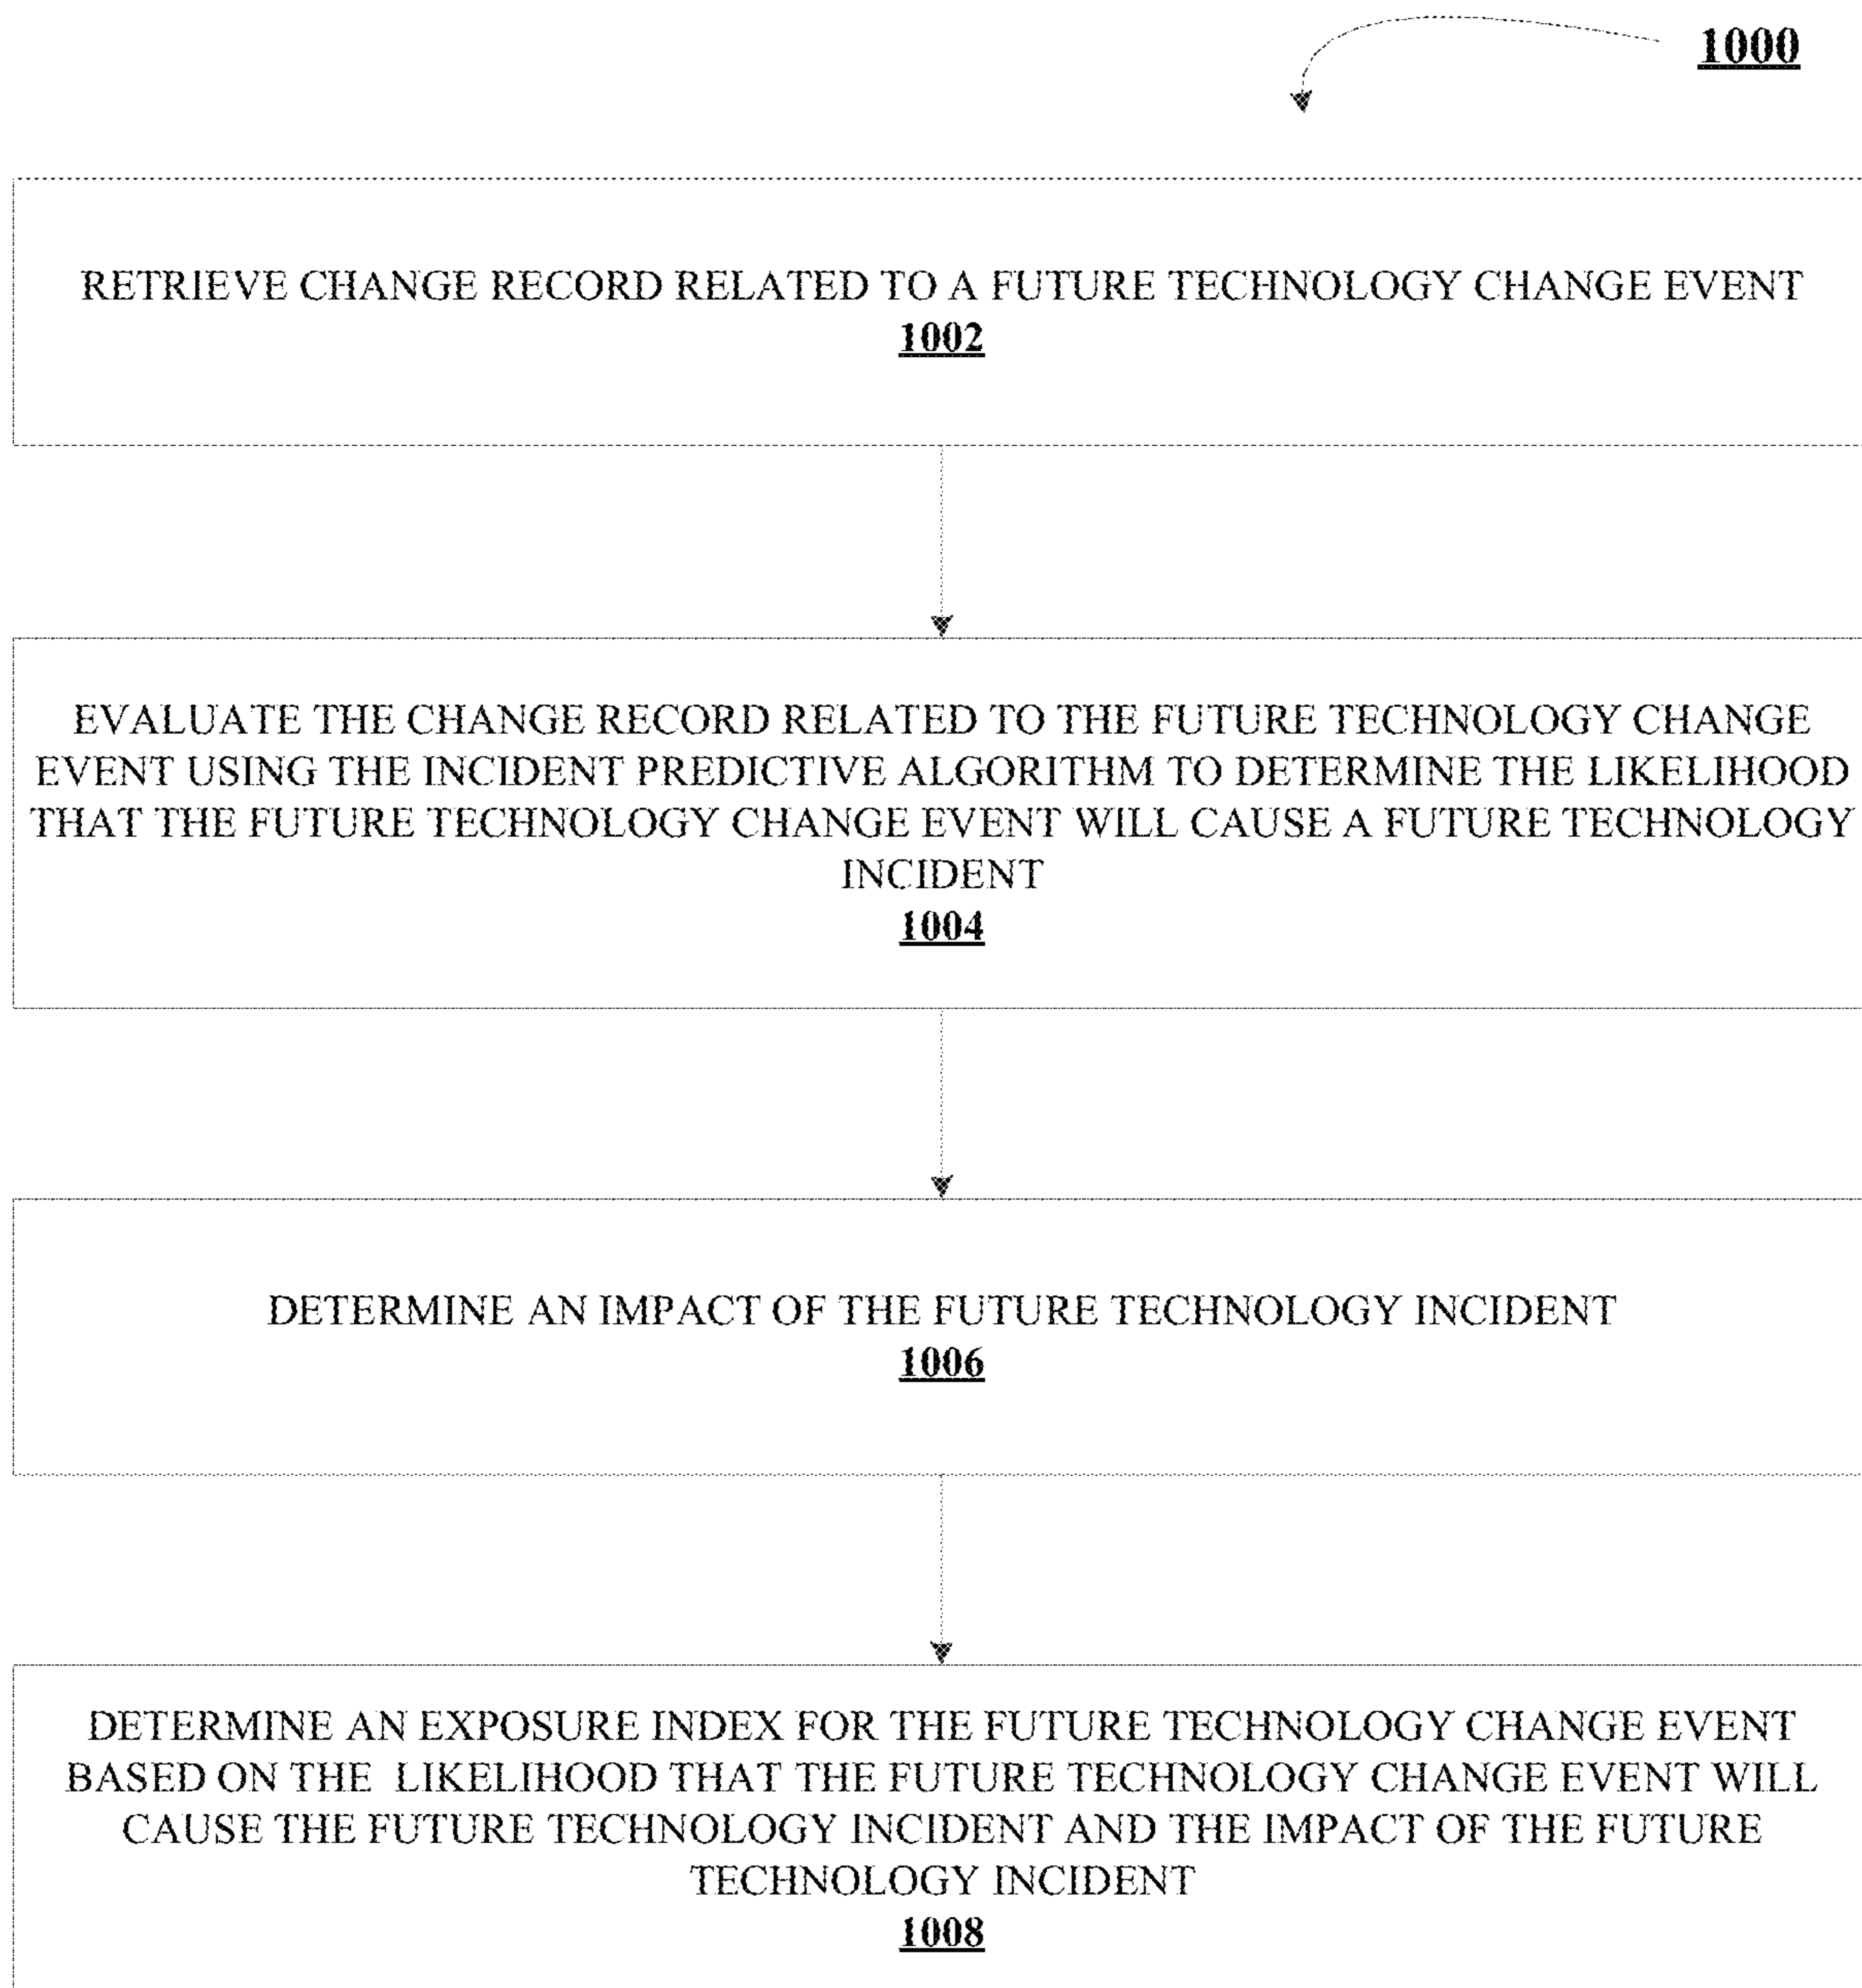 1000
RETRIEVE CHANGE RECORD RELATED TO A FUTURE TECHNOLOGY CHANGE EVENT
1002
EVALUATE THE CHANGE RECORD RELATED TO THE FUTURE TECHNOLOGY CHANGE
EVENT USING THE INCIDENT PREDICTIVE ALGORITHM TO DETERMINE THE LIKELIHOOD
THAT THE FUTURE TECHNOLOGY CHANGE EVENT WILL CAUSE A FUTURE TECHNOLOGY
INCIDENT
1004
DETERMINE AN IMPACT OF THE FUTURE TECHNOLOGY INCIDENT
1006
DETERMINE AN EXPOSURE INDEX FOR THE FUTURE TECHNOLOGY CHANGE EVENT
BASED ON THE LIKELIHOOD THAT THE FUTURE TECHNOLOGY CHANGE EVENT WILL
CAUSE THE FUTURE TECHNOLOGY INCIDENT AND THE IMPACT OF THE FUTURE
TECHNOLOGY INCIDENT
1008